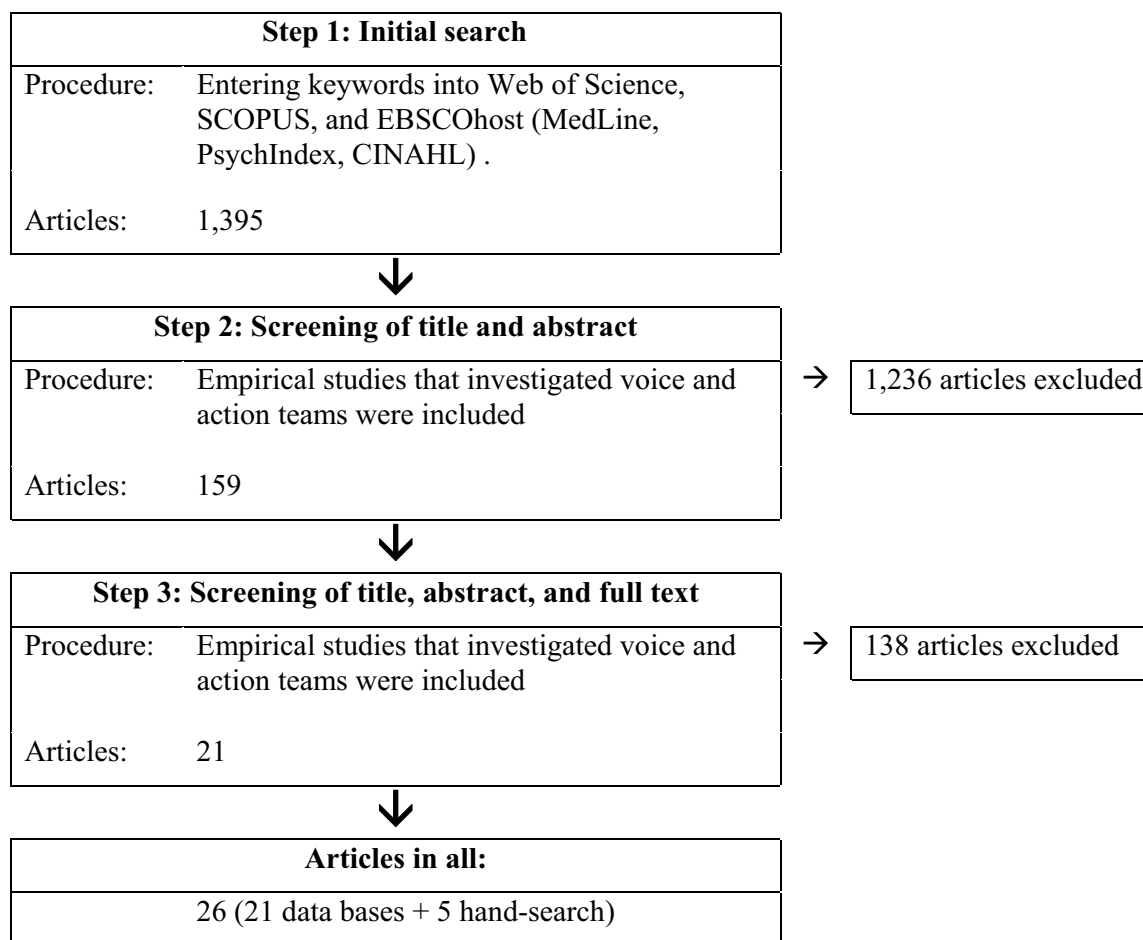 Step 1: Initial search
Procedure: Entering keywords into Web of Science,
SCOPUS, and EBSCOhost (MedLine,
PsychIndex, CINAHL) .
Articles: 1,395
Step 2: Screening of title and abstract
Procedure: Empirical studies that investigated voice and
action teams were included
1,236 articles excluded
Articles: 159
Step 3: Screening of title, abstract, and full text
Procedure: Empirical studies that investigated voice and
action teams were included
138 articles excluded
Articles: 21
Articles in all:
26 (21 data bases + 5 hand-search)